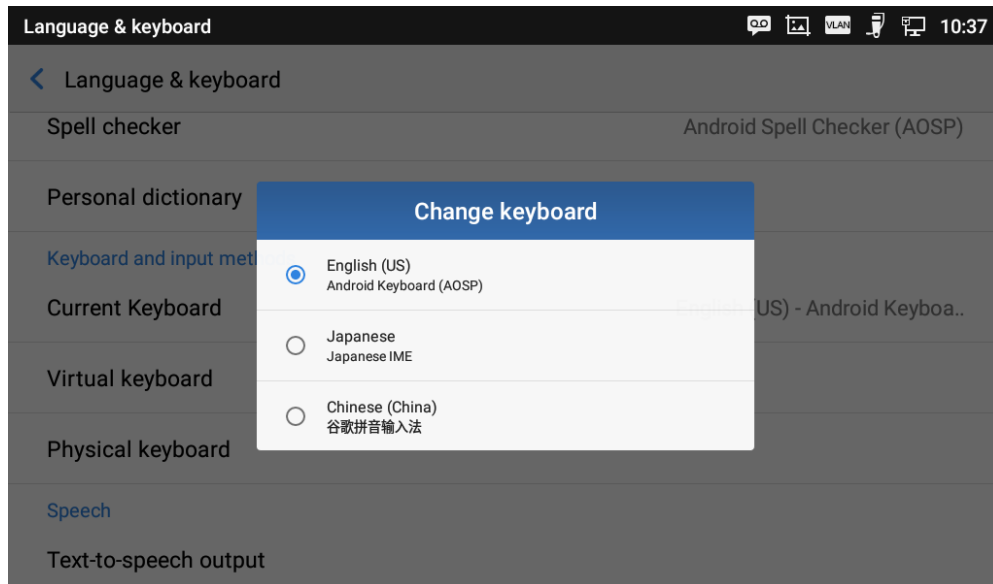 Language & keyboard
VLAN
10:37
Language & keyboard
Spell checker
Android Spell Checker (AOSP)
Personal dictionary
Change keyboard
Keyboard and input
English (US)
Android Keyboard (AOSP)
Current Keyboard
English (US) - Android Keyboa..
Japanese
Japanese IME
Virtual keyboard
Chinese (China)
谷歌拼音输入法
Physical keyboard
Speech
Text-to-speech output